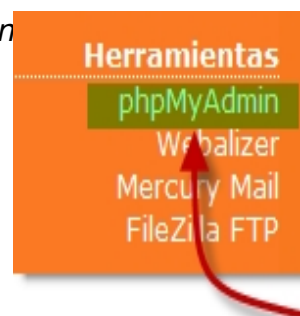 n
Herramientas
phpMyAdmin
Webalizer
Mercury Mail
FileZilla FTP